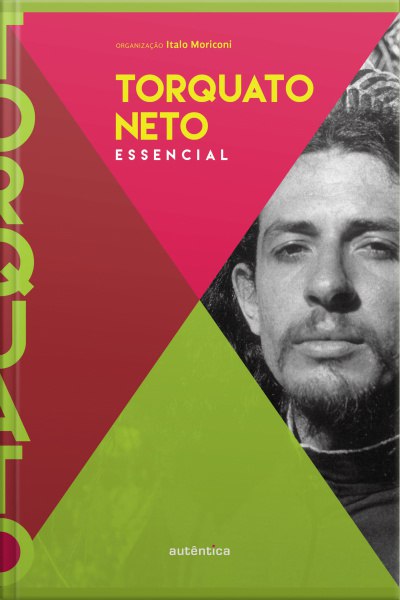 ORGANIZAÇÃO Italo Moriconi
TORQUATO
NETO
ESSENCIAL
TORQUATO
autêntica